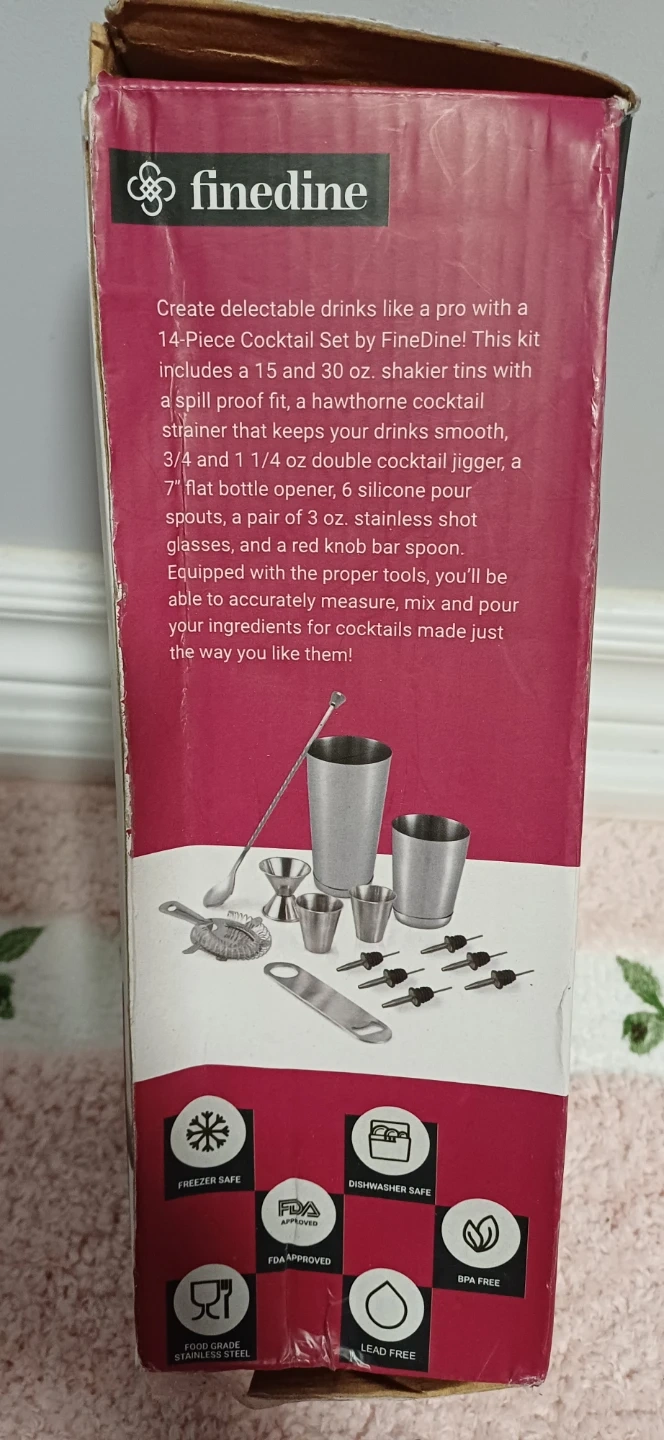 finedine
Create delectable drinks like a pro with a
14-Piece Cocktail Set by FineDine! This kit
includes a 15 and 30 oz. shakier tins with
a spill proof fit, a hawthorne cocktail
strainer that keeps your drinks smooth,
3/4 and 1 1/4 oz double cocktail jigger, a
7" flat bottle opener, 6 silicone pour
spouts, a pair of 3 oz. stainless shot
glasses, and a red knob bar spoon.
Equipped with the proper tools, you'll be
able to accurately measure, mix and pour
your ingredients for cocktails made just
the way you like them!
FREEZER SAFE
DISHWASHER SAFE
FDA
APPROVED
FDA APPROVED
BPA FREE
FOOD GRADE
STAINLESS STEEL
LEAD FREE